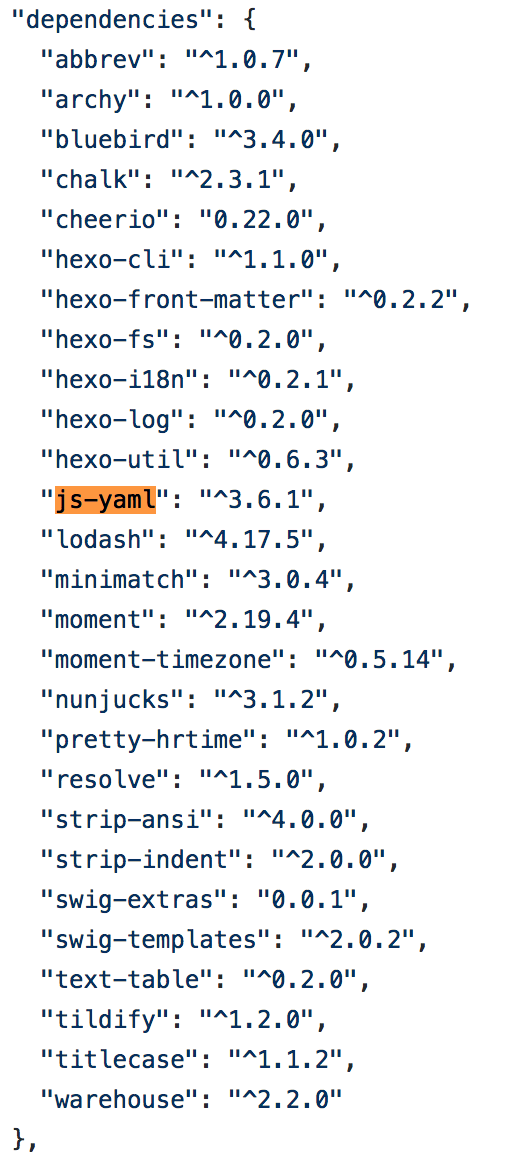 "dependencies": {
"abbrev": "^1.0.7",
"archy": "^1.0.0",
"bluebird": "^3.4.0",
"chalk": "^2.3.1",
"cheerio": "0.22.0",
"hexo-cli": "^1.1.0",
"hexo-front-matter": "^0.2.2",
"hexo-fs": "^0.2.0",
"hexo-i18n": "^0.2.1",
"hexo-log": "^0.2.0",
"hexo-util": "^0.6.3",
"js-yaml": "^3.6.1",
"lodash": "^4.17.5",
"minimatch": "^3.0.4",
"moment": "^2.19.4",
"moment-timezone": "^0.5.14",
"nunjucks": "^3.1.2",
"pretty-hrtime": "^1.0.2",
"resolve": "^1.5.0",
"strip-ansi": "^4.0.0",
"strip-indent": "^2.0.0",
"swig-extras": "0.0.1",
"swig-templates": "^2.0.2",
"text-table": "^0.2.0",
"tildify": "^1.2.0",
"titlecase": "^1.1.2",
"warehouse": "^2.2.0"
},